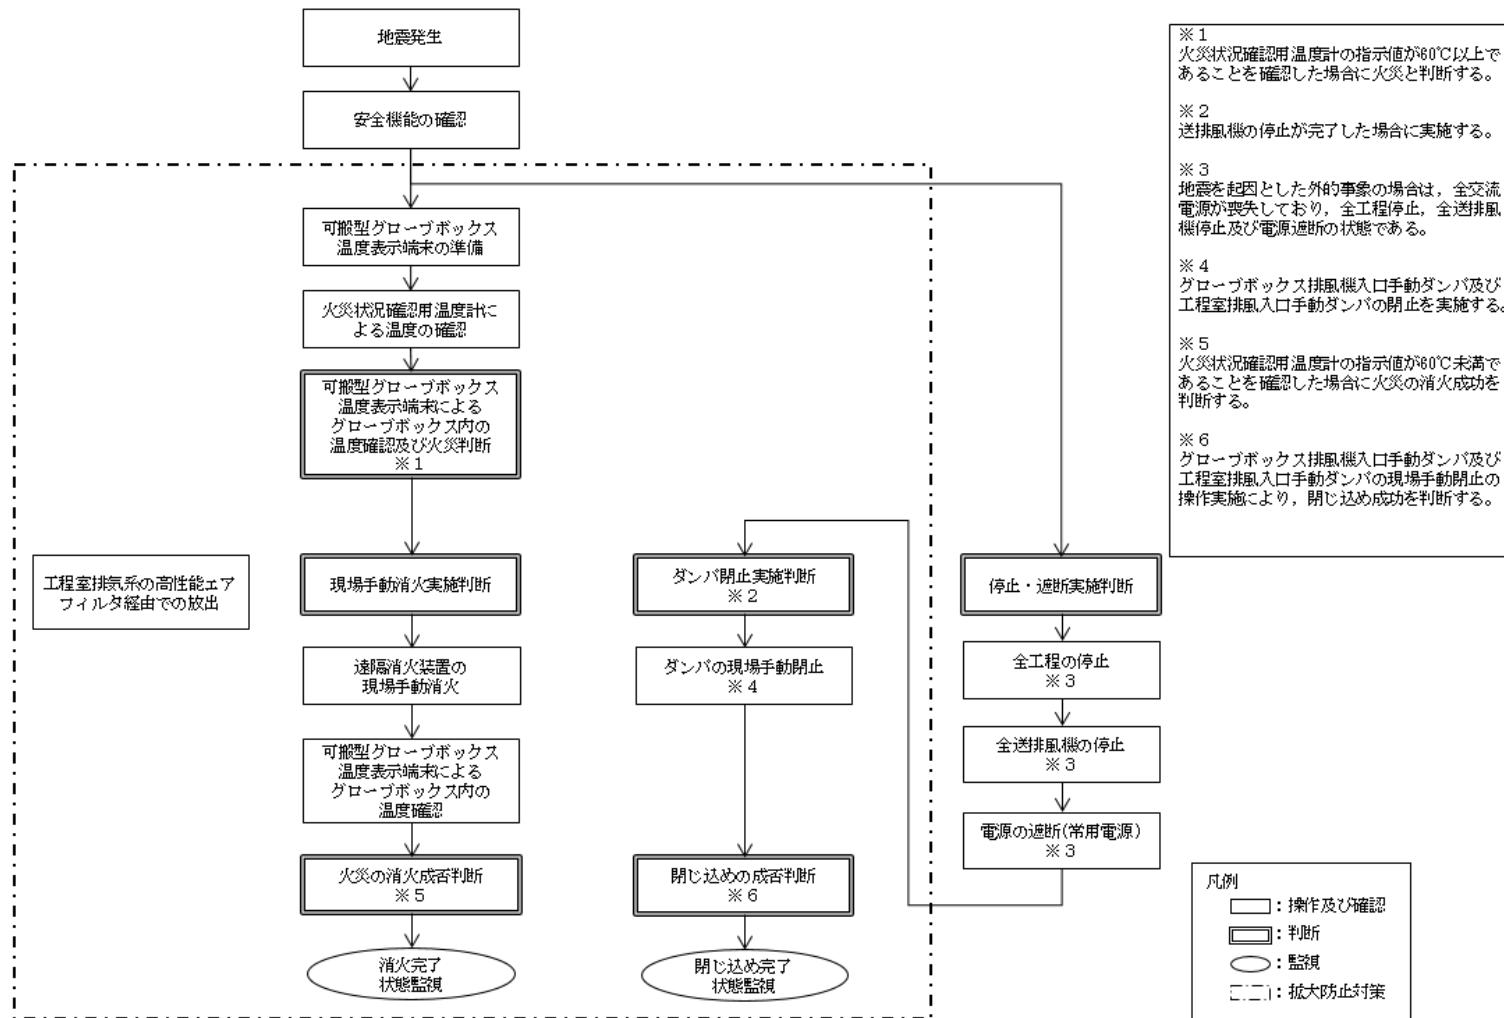 地震発生
安全機能の確認
可搬型グローブボックス
温度表示端末の準備
火災状況確認用温度計に
よる温度の確認
可搬型グローブボックス
温度表示端末による
グローブボックス内の
温度確認及び火災判断
※1
工程室排気系の高性能エア
フィルタ経由での放出
現場手動消火実施判断
遠隔消火装置の
現場手動消火
可搬型グローブボックス
温度表示端末による
グローブボックス内の
温度確認
火災の消火成否判断
※5
消火完了
状態監視
ダンパ閉止実施判断
※2
ダンパの現場手動閉止
※4
閉じ込めの成否判断
※6
閉じ込め完了
状態監視
停止・遮断実施判断
全工程の停止
※3
全送排風機の停止
※3
電源の遮断(常用電源)
※3
※1
火災状況確認用温度計の指示値が60℃以上で
あることを確認した場合に火災と判断する。
※2
送排風機の停止が完了した場合に実施する。
※3
地震を起因とした外的事象の場合は，全交流
電源が喪失しており，全工程停止，全送排風
機停止及び電源遮断の状態である。
※4
グローブボックス排風機入口手動ダンパ及び
工程室排風入口手動ダンパの閉止を実施する。
※5
火災状況確認用温度計の指示値が60℃未満で
あることを確認した場合に火災の消火成功を
判断する。
※6
グローブボックス排風機入口手動ダンパ及び
工程室排風入口手動ダンパの現場手動閉止の
操作実施により，閉じ込め成功を判断する。
凡例
：操作及び確認
：判断
：監視
：拡大防止対策